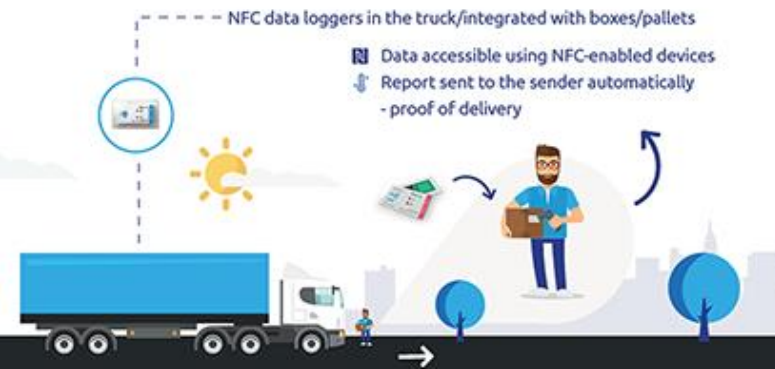 NFC data loggers in the truck/integrated with boxes/pallets
Data accessible using NFC-enabled devices
Report sent to the sender automatically
- proof of delivery